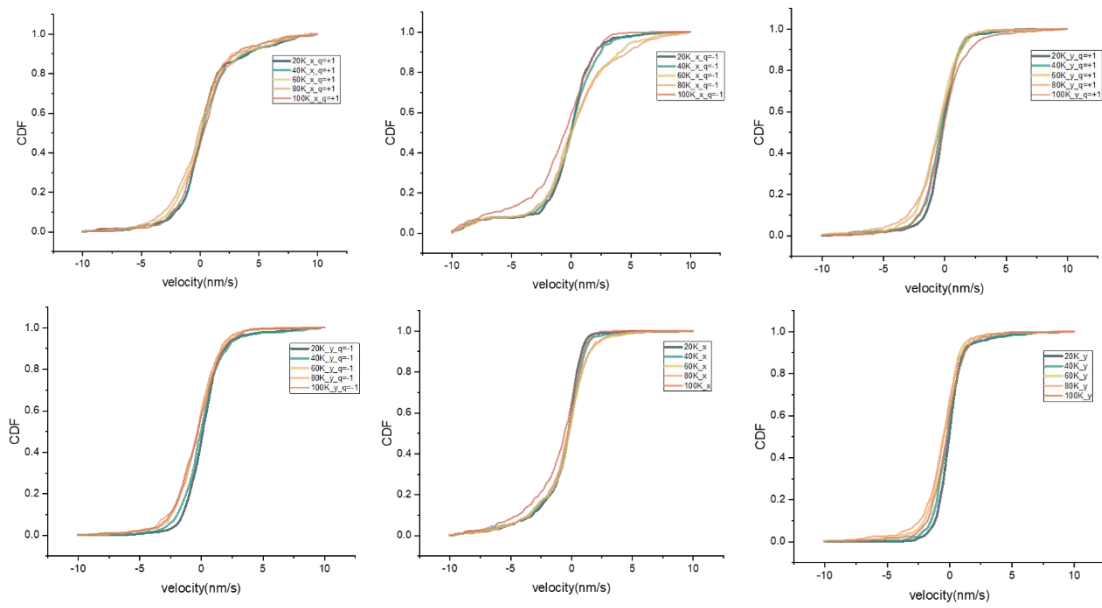 1.0
0.8
0.6
0.4
0.2
0.0
CDF
-10
-5
0
5
10
velocity(nm/s)
20K_x_q=+1
40K_x_q=+1
60K_x_q=+1
80K_x_q=+1
100K_x_q=+1
1.0
0.8
0.6
0.4
0.2
0.0
CDF
-10
-5
0
5
10
velocity(nm/s)
20K_x_q=-1
40K_x_q=-1
60K_x_q=-1
80K_x_q=-1
100K_x_q=-1
1.0
0.8
0.6
0.4
0.2
0.0
CDF
-10
-5
0
5
10
velocity(nm/s)
20K_y_q=+1
40K_y_q=+1
60K_y_q=+1
80K_y_q=+1
100K_y_q=+1
1.0
0.8
0.6
0.4
0.2
0.0
CDF
-10
-5
0
5
10
velocity(nm/s)
20K_y_q=-1
40K_y_q=-1
60K_y_q=-1
80K_y_q=-1
100K_y_q=-1
1.0
0.8
0.6
0.4
0.2
0.0
CDF
-10
-5
0
5
10
velocity(nm/s)
20K_x
40K_x
60K_x
80K_x
100K_x
1.0
0.8
0.6
0.4
0.2
0.0
CDF
-10
-5
0
5
10
velocity(nm/s)
20K_y
40K_y
60K_y
80K_y
100K_y